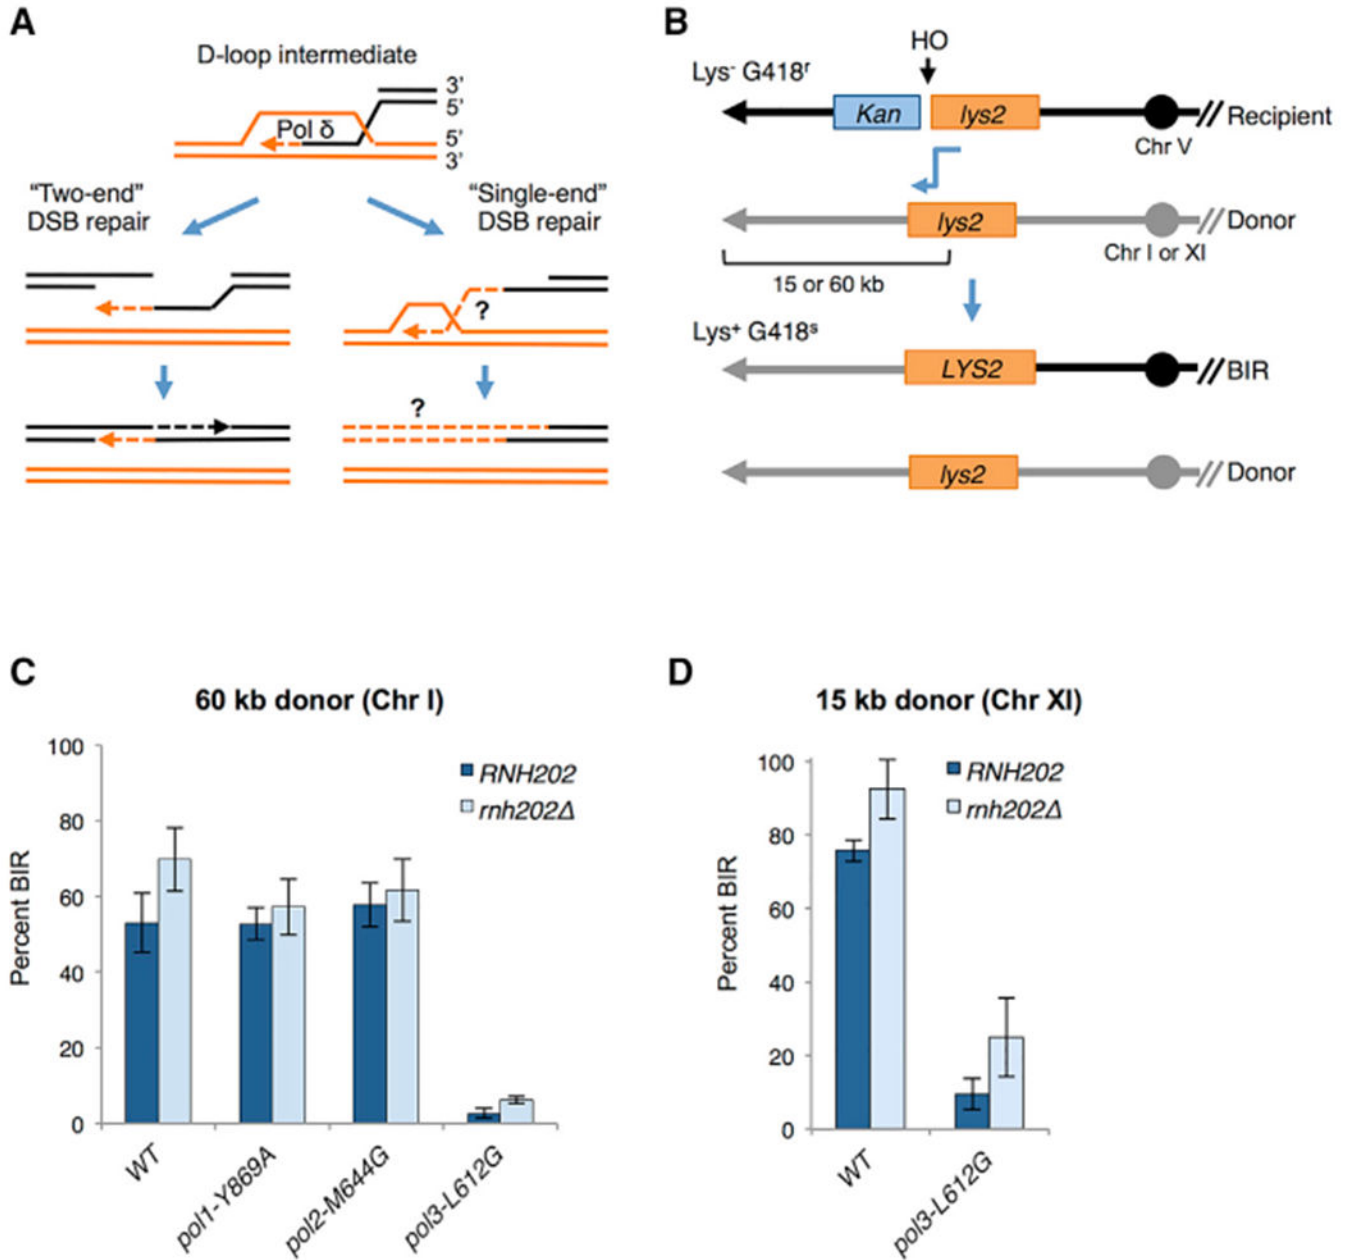 A
D-loop intermediate
3’
5’
Pol δ
5’
3’
“Two-end”
DSB repair
“Single-end”
DSB repair
?
?
B
HO
Lys⁻ G418ʳ
Kan
lys2
Recipient
Chr V
lys2
Donor
Chr I or XI
15 or 60 kb
Lys⁺ G418ˢ
LYS2
BIR
lys2
Donor
C
60 kb donor (Chr I)
Percent BIR
100
80
60
40
20
0
RNH202
rnh202Δ
WT
pol1-Y869A
pol2-M644G
pol3-L612G
D
15 kb donor (Chr XI)
Percent BIR
100
80
60
40
20
0
RNH202
rnh202Δ
WT
pol3-L612G